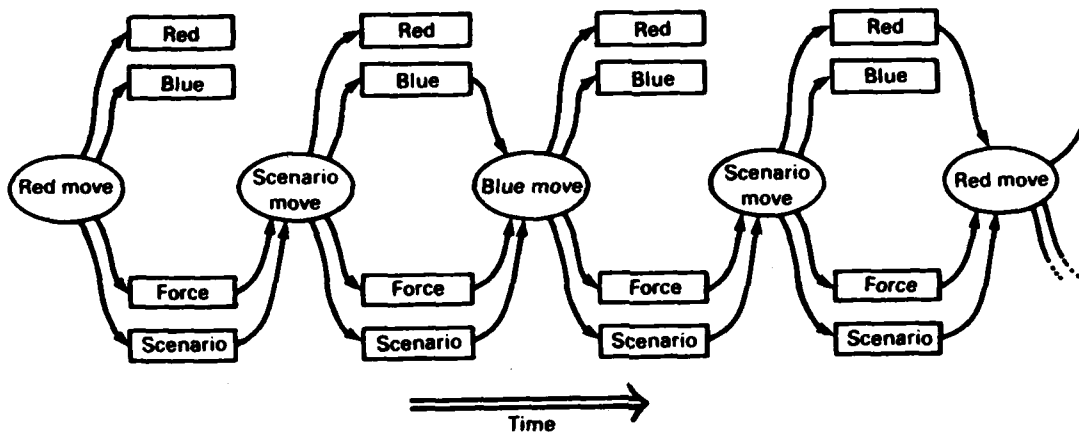 Red
Red
Red
Red
Blue
Blue
Blue
Blue
Red move
Scenario
move
Blue move
Scenario
move
Red move
Force
Force
Force
Force
Scenario
Scenario
Scenario
Scenario
Time